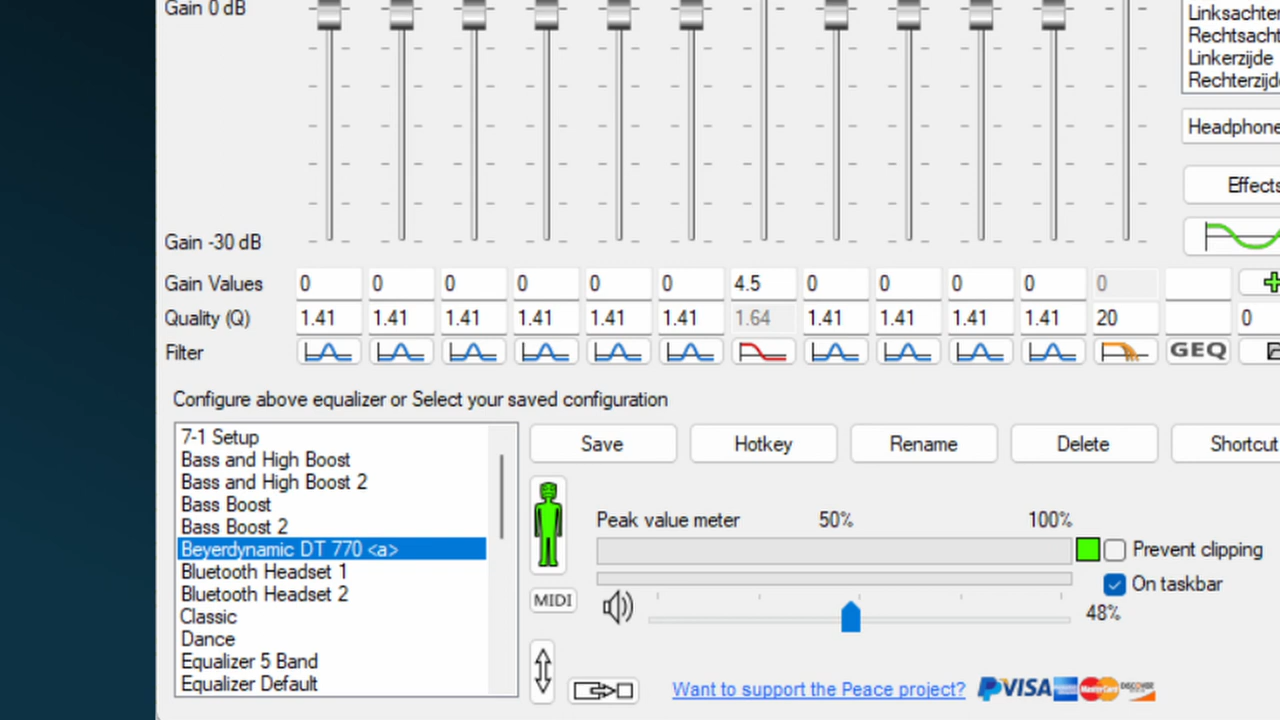 Gain 0 dB
Linksachter
Rechtsacht
Linkerzijde
Rechterzijde
Headphone
Effects
Gain -30 dB
Gain Values 0 0 0 0 0 0 4.5 0 0 0 0 0
Quality (Q) 1.41 1.41 1.41 1.41 1.41 1.41 1.64 1.41 1.41 1.41 1.41 20 0
Filter GEQ
Configure above equalizer or Select your saved configuration
7-1 Setup
Bass and High Boost
Bass and High Boost 2
Bass Boost
Bass Boost 2
Beyerdynamic DT 770 <a>
Bluetooth Headset 1
Bluetooth Headset 2
Classic
Dance
Equalizer 5 Band
Equalizer Default
Save Hotkey Rename Delete Shortcut
Peak value meter 50% 100%
Prevent clipping
On taskbar
MIDI
48%
Want to support the Peace project? PVISA MasterCard DISCOVER